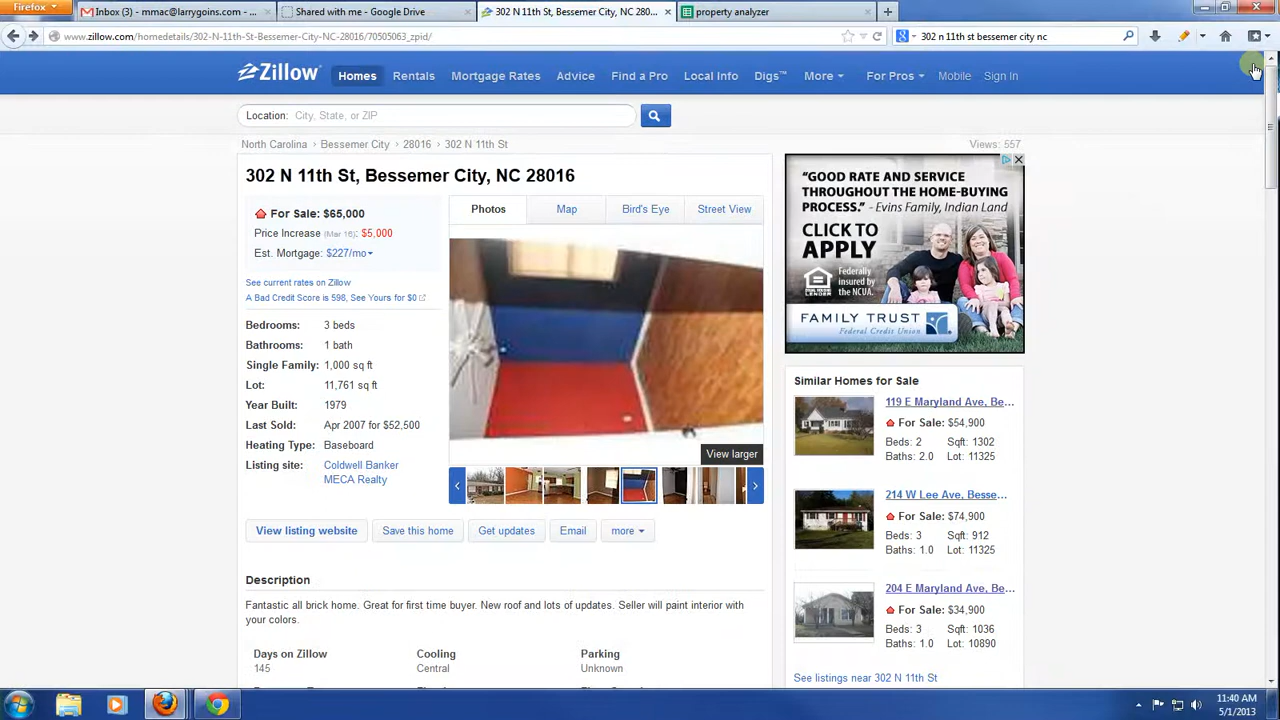 Firefox
Inbox (3) - mmac@larrygoins.com - ...
Shared with me - Google Drive
302 N 11th St, Bessemer City, NC 280...
property analyzer
www.zillow.com/homedetails/302-N-11th-St-Bessemer-City-NC-28016/70505063_zpid/
302 n 11th st bessemer city nc
Zillow
Homes Rentals Mortgage Rates Advice Find a Pro Local Info Digs™ More For Pros Mobile Sign In
Location: City, State, or ZIP
North Carolina › Bessemer City › 28016 › 302 N 11th St
Views: 557
302 N 11th St, Bessemer City, NC 28016
For Sale: $65,000
Price Increase (Mar 16): $5,000
Est. Mortgage: $227/mo
See current rates on Zillow
A Bad Credit Score is 598, See Yours for $0
Bedrooms: 3 beds
Bathrooms: 1 bath
Single Family: 1,000 sq ft
Lot: 11,761 sq ft
Year Built: 1979
Last Sold: Apr 2007 for $52,500
Heating Type: Baseboard
Listing site: Coldwell Banker
MECA Realty
Photos Map Bird's Eye Street View
View larger
View listing website Save this home Get updates Email more
Description
Fantastic all brick home. Great for first time buyer. New roof and lots of updates. Seller will paint interior with
your colors.
Days on Zillow Cooling Parking
145 Central Unknown
“GOOD RATE AND SERVICE
THROUGHOUT THE HOME-BUYING
PROCESS.” - Evins Family, Indian Land
CLICK TO
APPLY
Federally
insured by
the NCUA.
FAMILY TRUST
Federal Credit Union
Similar Homes for Sale
119 E Maryland Ave, Be...
For Sale: $54,900
Beds: 2 Sqft: 1302
Baths: 2.0 Lot: 11325
214 W Lee Ave, Besse...
For Sale: $74,900
Beds: 3 Sqft: 912
Baths: 1.0 Lot: 11325
204 E Maryland Ave, Be...
For Sale: $34,900
Beds: 3 Sqft: 1036
Baths: 1.0 Lot: 10890
See listings near 302 N 11th St
11:40 AM
5/1/2013